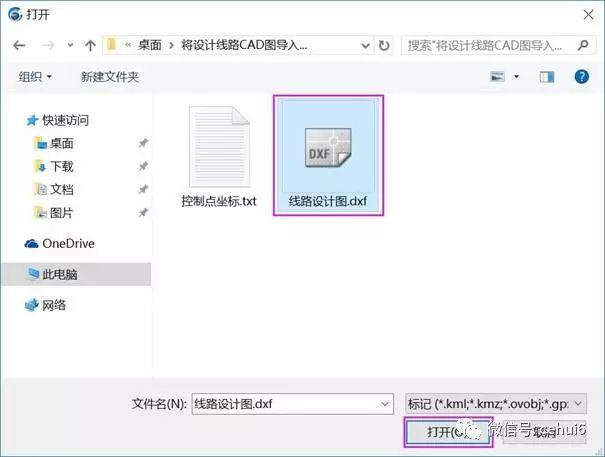 打开
桌面 › 将设计线路CAD图导入...
搜索"将设计线路CAD图导入...
组织
新建文件夹
快速访问
桌面
下载
文档
图片
OneDrive
此电脑
网络
控制点坐标.txt
DXF
线路设计图.dxf
文件名(N):
线路设计图.dxf
标记 (*.kml;*.kmz;*.ovobj;*.gp
打开(O)
取消
微信号:cehui6